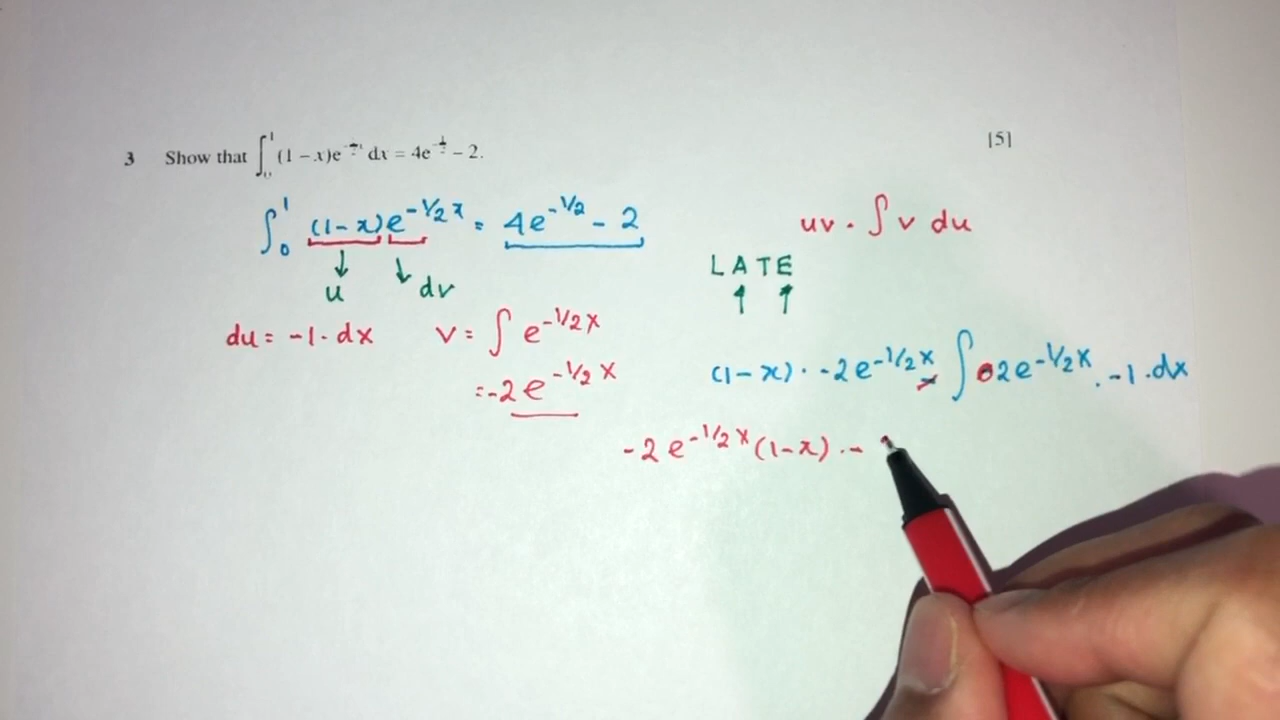 3 Show that ∫₀¹ (1 − x)e dx = 4e^(−½) − 2. [5]
∫₀¹ (1-x)e^(-1/2 x) = 4e^(-1/2) - 2
uv - ∫ v du
LATE
u dv
du = -1 · dx v = ∫ e^(-1/2 x)
= -2e^(-1/2 x)
(1-x) · -2e^(-1/2 x) ∫ 2e^(-1/2 x) · -1 · dx
-2e^(-1/2 x) (1-x) · -